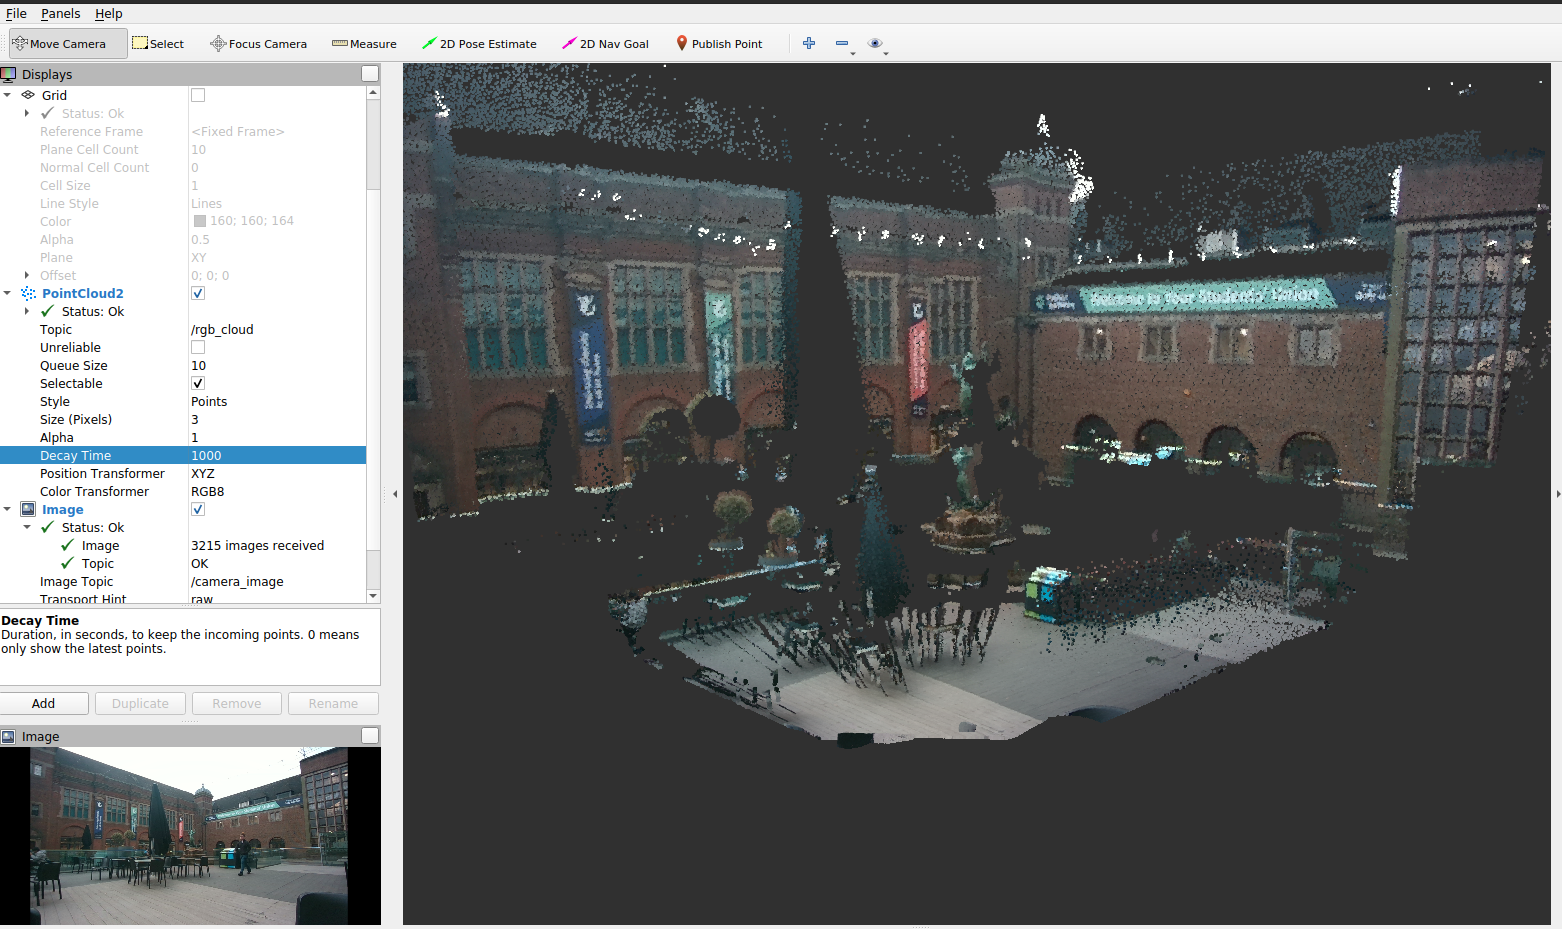 File Panels Help
Move Camera Select Focus Camera Measure 2D Pose Estimate 2D Nav Goal Publish Point
Displays
Grid
Status: Ok
Reference Frame <Fixed Frame>
Plane Cell Count 10
Normal Cell Count 0
Cell Size 1
Line Style Lines
Color 160; 160; 164
Alpha 0.5
Plane XY
Offset 0; 0; 0
PointCloud2
Status: Ok
Topic /rgb_cloud
Unreliable
Queue Size 10
Selectable
Style Points
Size (Pixels) 3
Alpha 1
Decay Time 1000
Position Transformer XYZ
Color Transformer RGB8
Image
Status: Ok
Image 3215 images received
Topic OK
Image Topic /camera_image
Transport Hint raw
Decay Time
Duration, in seconds, to keep the incoming points. 0 means
only show the latest points.
Add Duplicate Remove Rename
Image
Welcome to Your Students' Union